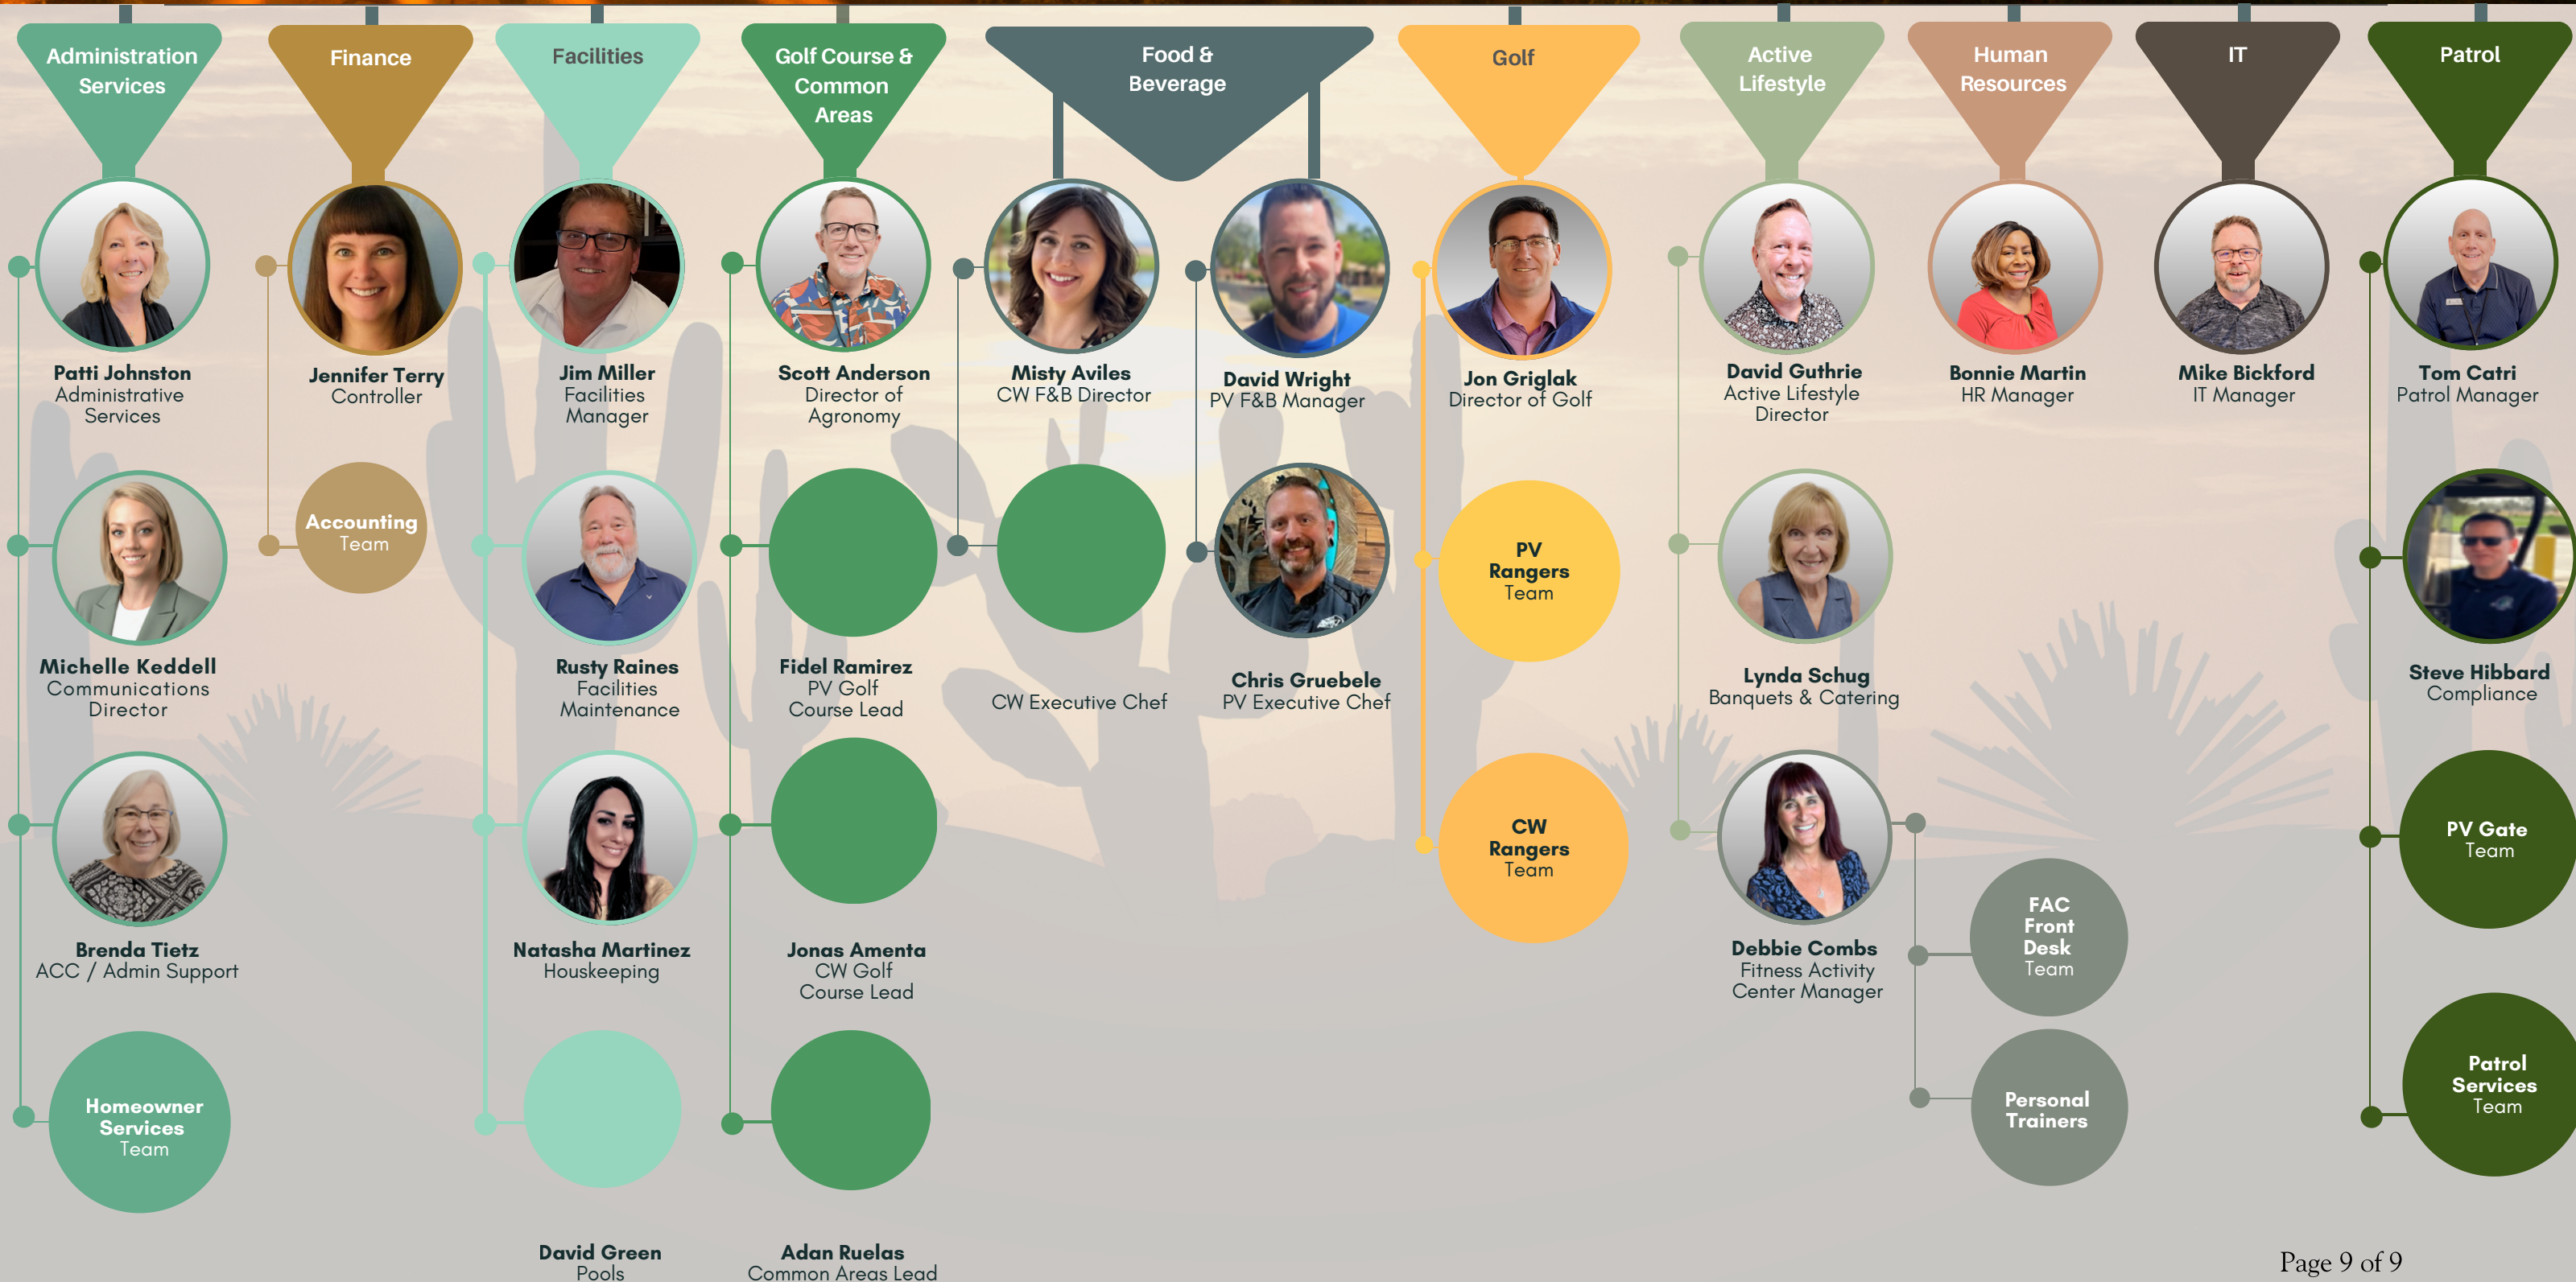 Administration
Services
Finance
Facilities
Golf Course &
Common
Areas
Food &
Beverage
Golf
Active
Lifestyle
Human
Resources
IT
Patrol
Patti Johnston
Administrative
Services
Michelle Keddell
Communications
Director
Brenda Tietz
ACC / Admin Support
Homeowner
Services
Team
Jennifer Terry
Controller
Accounting
Team
Jim Miller
Facilities
Manager
Rusty Raines
Facilities
Maintenance
Natasha Martinez
Houskeeping
David Green
Pools
Scott Anderson
Director of
Agronomy
Fidel Ramirez
PV Golf
Course Lead
Jonas Amenta
CW Golf
Course Lead
Adan Ruelas
Common Areas Lead
Misty Aviles
CW F&B Director
CW Executive Chef
David Wright
PV F&B Manager
Chris Gruebele
PV Executive Chef
Jon Griglak
Director of Golf
PV
Rangers
Team
CW
Rangers
Team
David Guthrie
Active Lifestyle
Director
Lynda Schug
Banquets & Catering
Debbie Combs
Fitness Activity
Center Manager
FAC
Front
Desk
Team
Personal
Trainers
Bonnie Martin
HR Manager
Mike Bickford
IT Manager
Tom Catri
Patrol Manager
Steve Hibbard
Compliance
PV Gate
Team
Patrol
Services
Team
Page 9 of 9